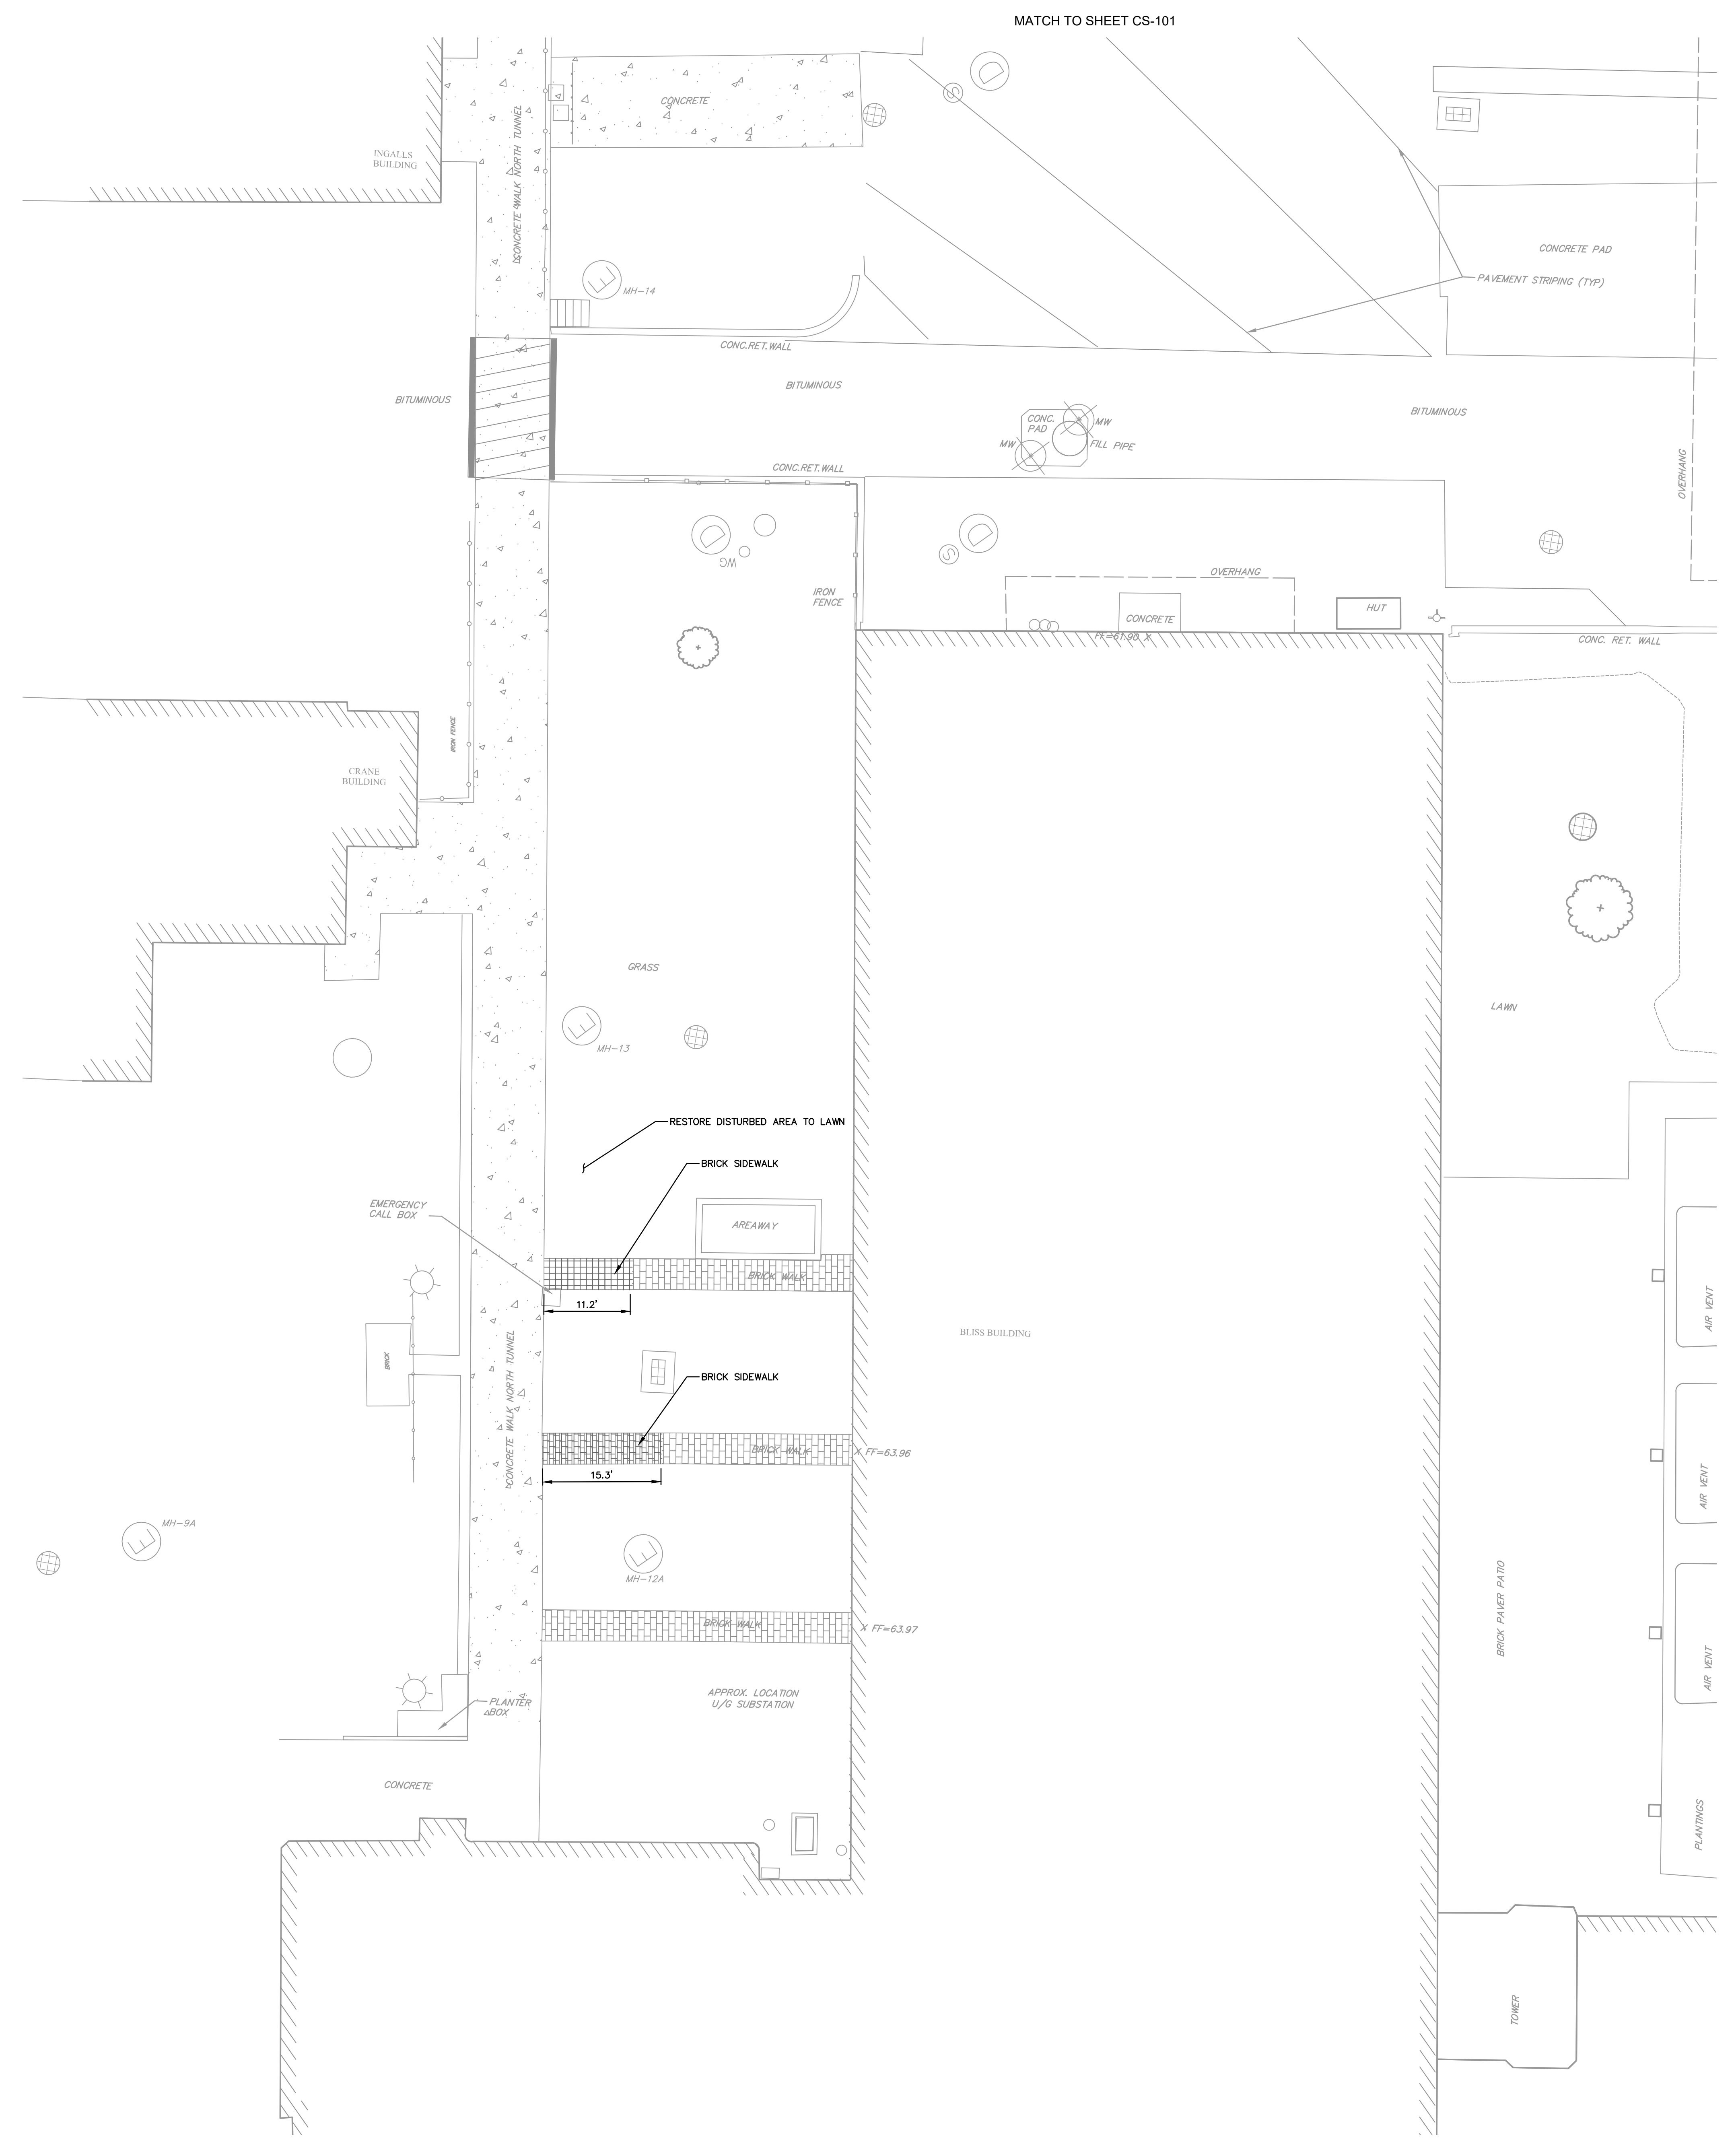 MATCH TO SHEET CS-101
D
S
CONCRETE
CONCRETE WALK NORTH TUNNEL
INGALLS
BUILDING
CONCRETE PAD
PAVEMENT STRIPING (TYP)
E
MH-14
CONC.RET.WALL
BITUMINOUS
BITUMINOUS
BITUMINOUS
CONC.
PAD
MW
MW
FILL PIPE
CONC.RET.WALL
OVERHANG
D
WG
D
S
OVERHANG
IRON
FENCE
CONCRETE
HUT
FF=61.90 X
CONC. RET. WALL
IRON FENCE
CRANE
BUILDING
GRASS
LAWN
E
MH-13
RESTORE DISTURBED AREA TO LAWN
BRICK SIDEWALK
EMERGENCY
CALL BOX
AREAWAY
BRICK WALK
11.2'
AIR VENT
BLISS BUILDING
BRICK
CONCRETE WALK NORTH TUNNEL
BRICK SIDEWALK
BRICK WALK
X FF=63.96
15.3'
AIR VENT
MH-9A
E
E
MH-12A
BRICK PAVER PATIO
BRICK WALK
X FF=63.97
AIR VENT
APPROX. LOCATION
U/G SUBSTATION
PLANTER
BOX
CONCRETE
PLANTINGS
TOWER